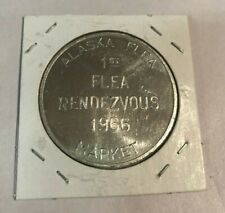 ALASKA FLEA
1ST
FLEA
RENDEZVOUS
1966
MARKET